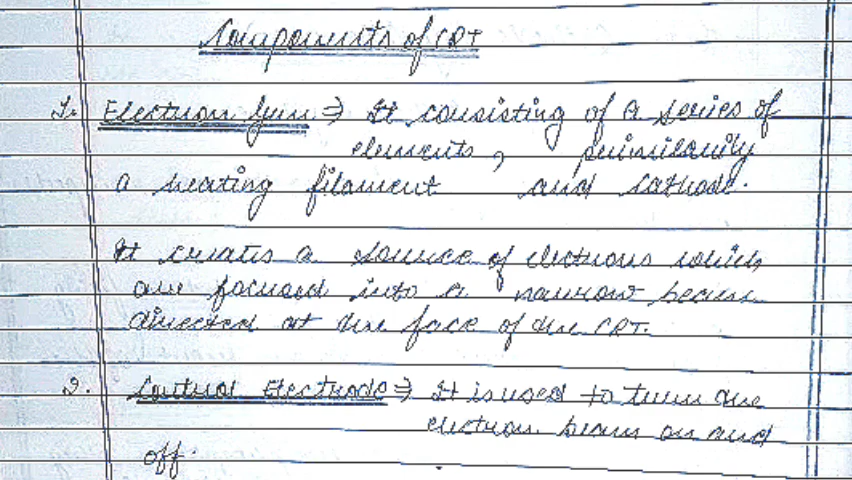 Components of CRT
1. Electron Gun ⇒ It consisting of a series of
elements, primilarily
a heating filament and cathode.
It creates a source of electrons which
are focused into a narrow beam
directed at the face of the CRT.
2. Control Electrode ⇒ It is used to turn the
electron beam on and
off.